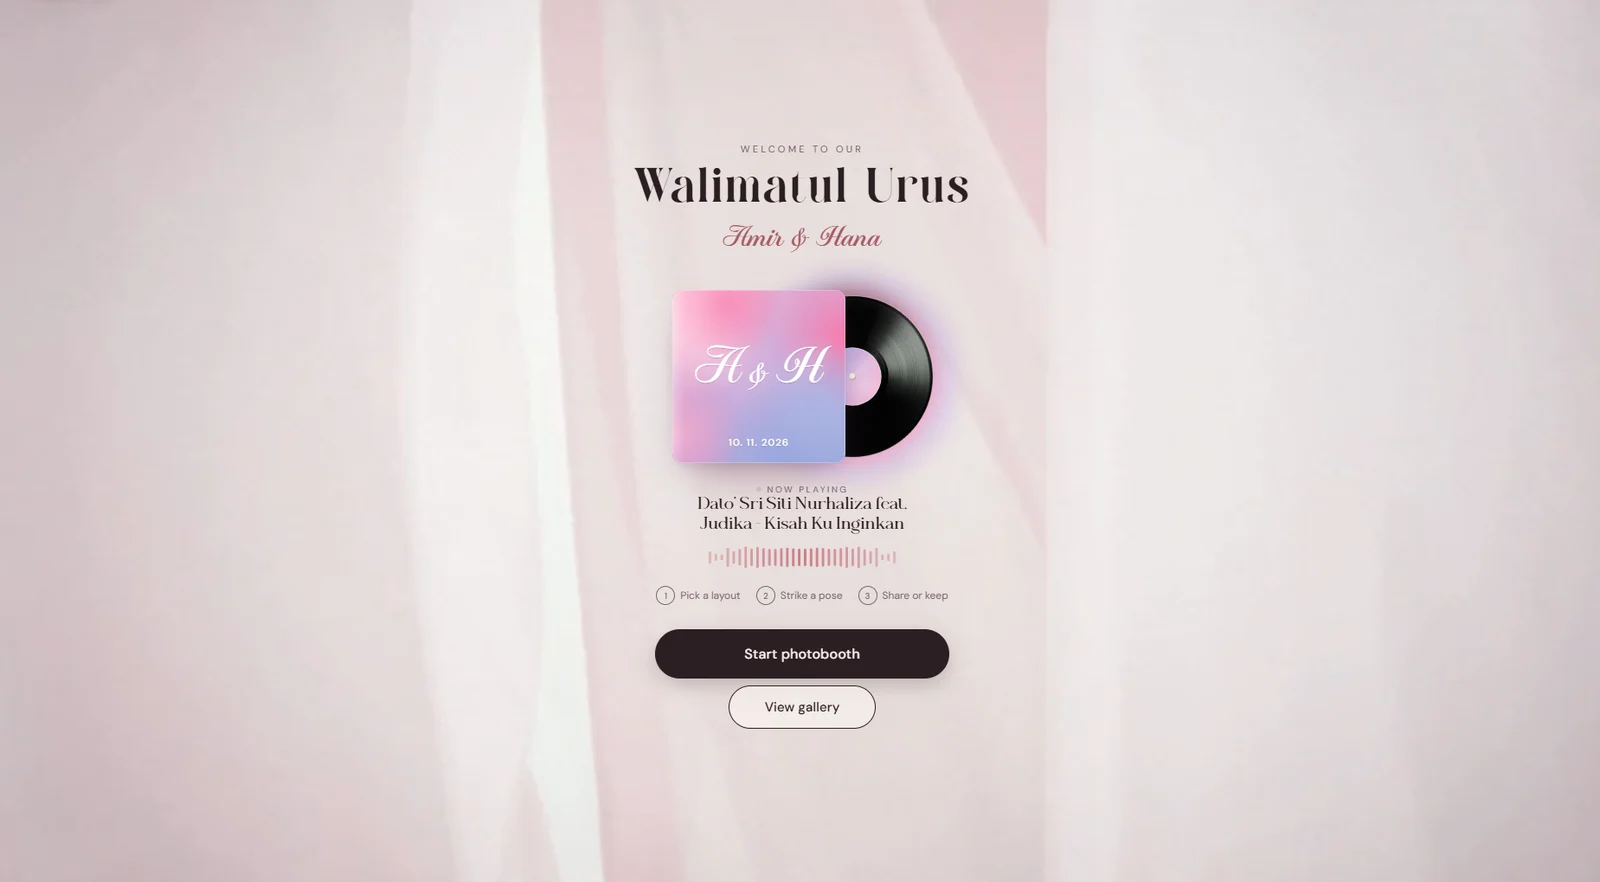 WELCOME TO OUR
Walimatul Urus
Amir & Hana
A & H
10. 11. 2026
NOW PLAYING
Dato' Sri Siti Nurhaliza feat.
Judika - Kisah Ku Inginkan
1 Pick a layout 2 Strike a pose 3 Share or keep
Start photobooth
View gallery